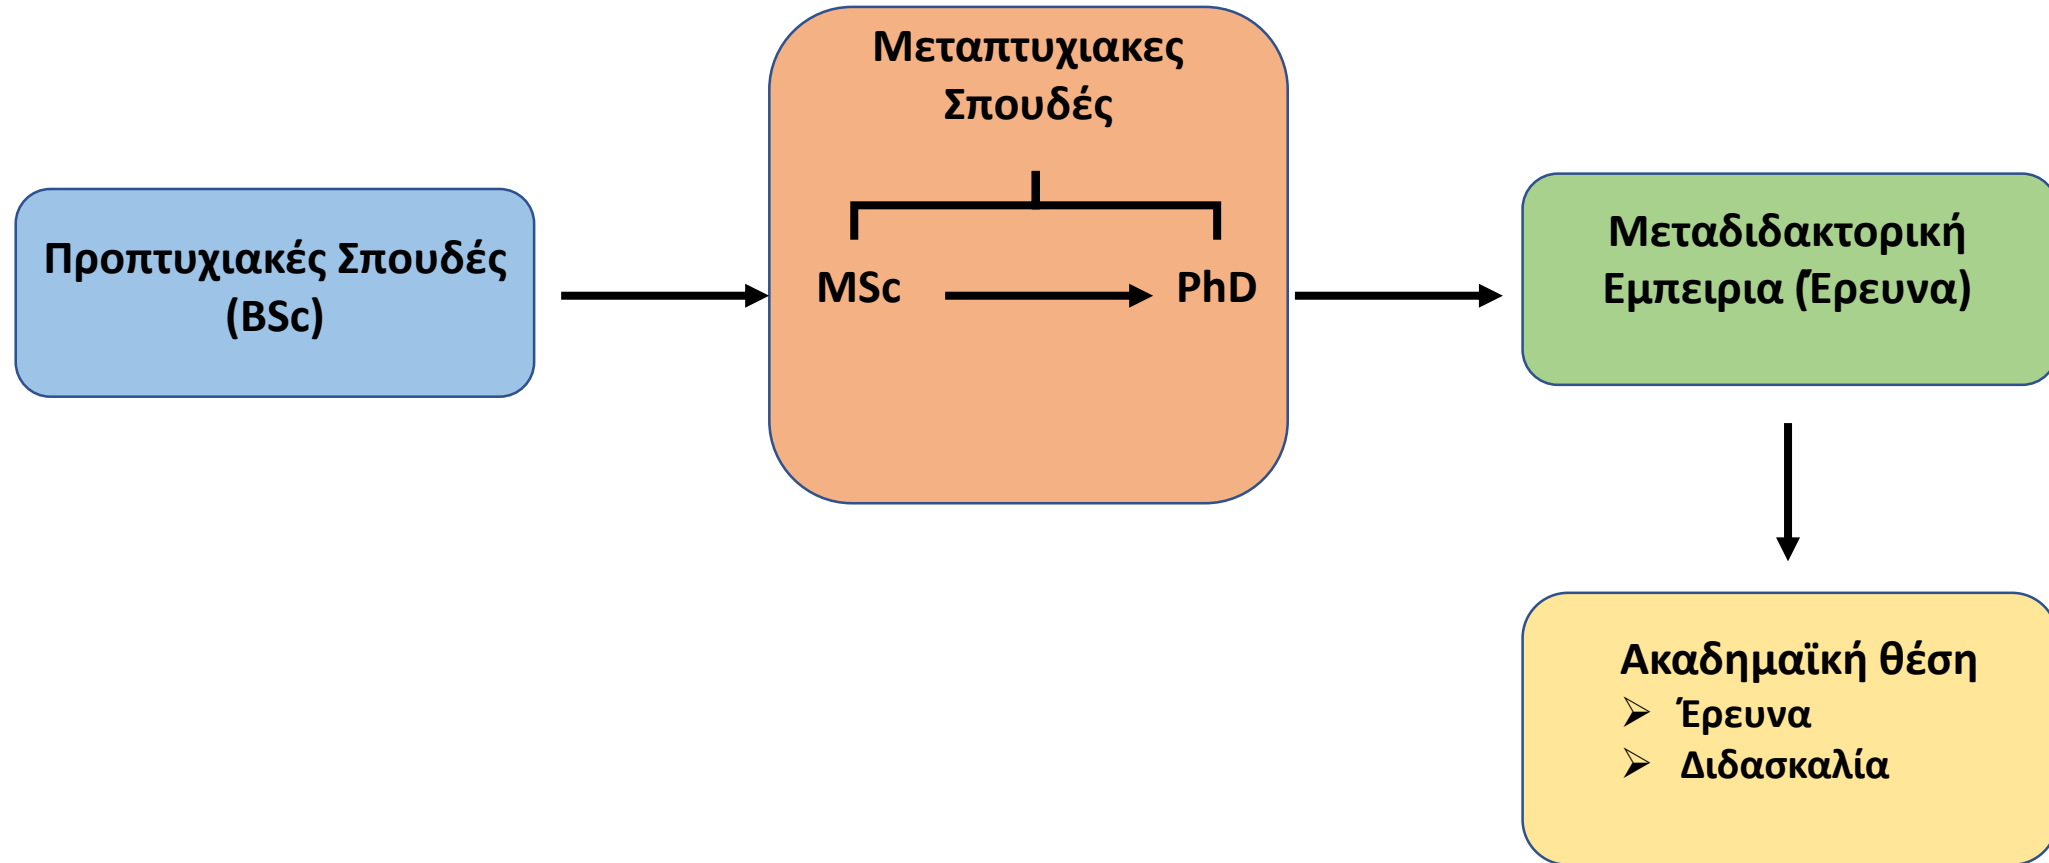 Μεταπτυχιακες
Σπουδές
Προπτυχιακές Σπουδές
(BSc)
MSc
PhD
Μεταδιδακτορική
Εμπειρια (Έρευνα)
Ακαδημαϊκή θέση
➢ Έρευνα
➢ Διδασκαλία